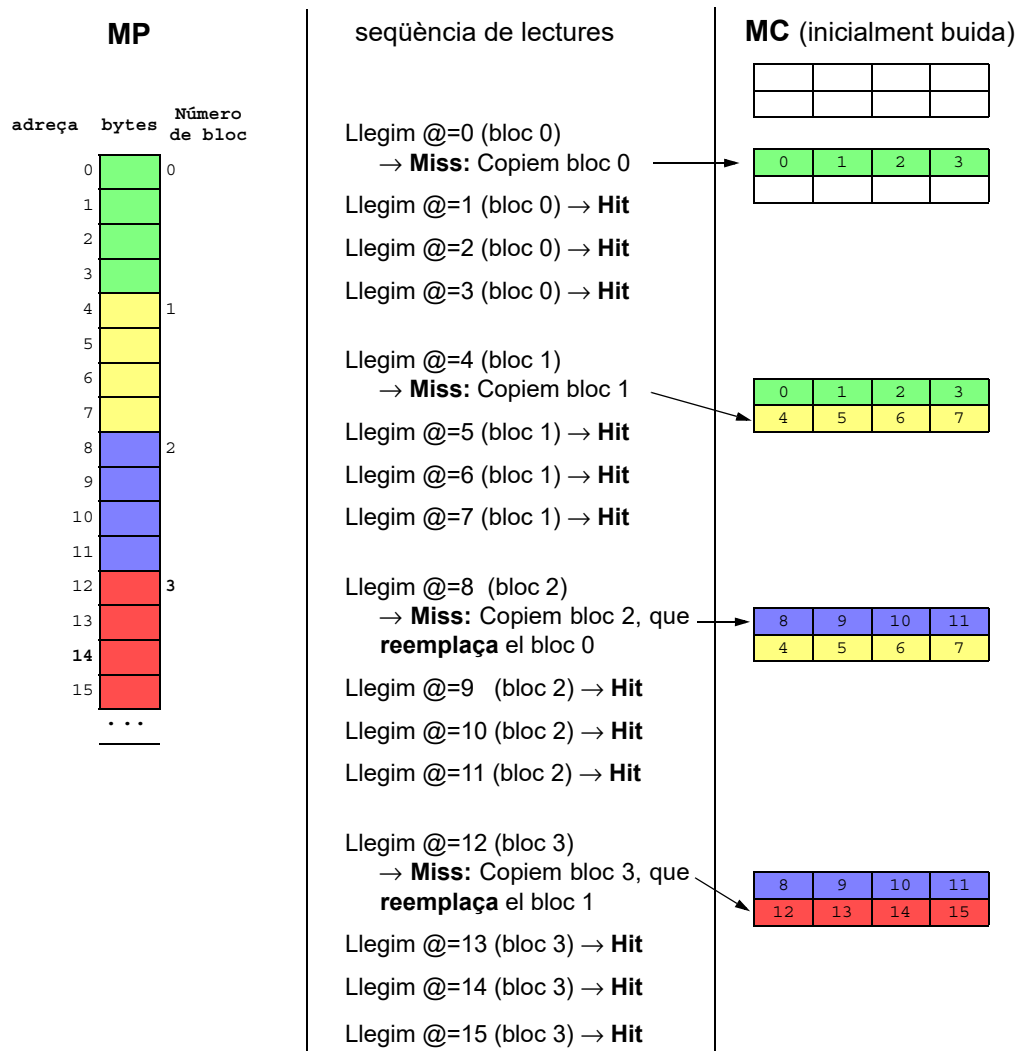 MP
adreça bytes Número de bloc
0 0
1
2
3
4 1
5
6
7
8 2
9
10
11
12 3
13
14
15
...
seqüència de lectures
Llegim @=0 (bloc 0)
→ Miss: Copiem bloc 0
Llegim @=1 (bloc 0) → Hit
Llegim @=2 (bloc 0) → Hit
Llegim @=3 (bloc 0) → Hit
Llegim @=4 (bloc 1)
→ Miss: Copiem bloc 1
Llegim @=5 (bloc 1) → Hit
Llegim @=6 (bloc 1) → Hit
Llegim @=7 (bloc 1) → Hit
Llegim @=8 (bloc 2)
→ Miss: Copiem bloc 2, que
reemplaça el bloc 0
Llegim @=9 (bloc 2) → Hit
Llegim @=10 (bloc 2) → Hit
Llegim @=11 (bloc 2) → Hit
Llegim @=12 (bloc 3)
→ Miss: Copiem bloc 3, que
reemplaça el bloc 1
Llegim @=13 (bloc 3) → Hit
Llegim @=14 (bloc 3) → Hit
Llegim @=15 (bloc 3) → Hit
MC (inicialment buida)
0 1 2 3
0 1 2 3
4 5 6 7
8 9 10 11
4 5 6 7
8 9 10 11
12 13 14 15